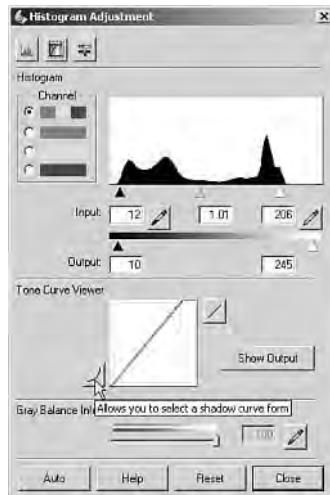 Histogram Adjustment
Histogram
Channel
Input: 12 1.01 206
Output: 10 245
Tone Curve Viewer
Show Output
Gray Balance
Allows you to select a shadow curve form
100
Auto Help Reset Close